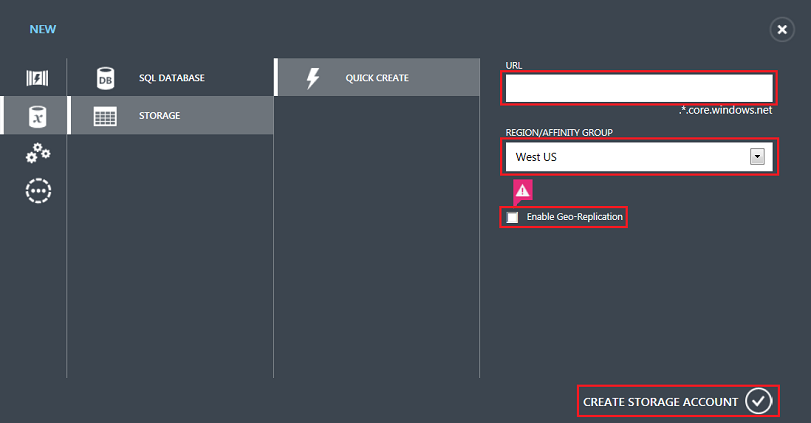 NEW
DB
SQL DATABASE
STORAGE
QUICK CREATE
URL
.*.core.windows.net
REGION/AFFINITY GROUP
West US
Enable Geo-Replication
CREATE STORAGE ACCOUNT